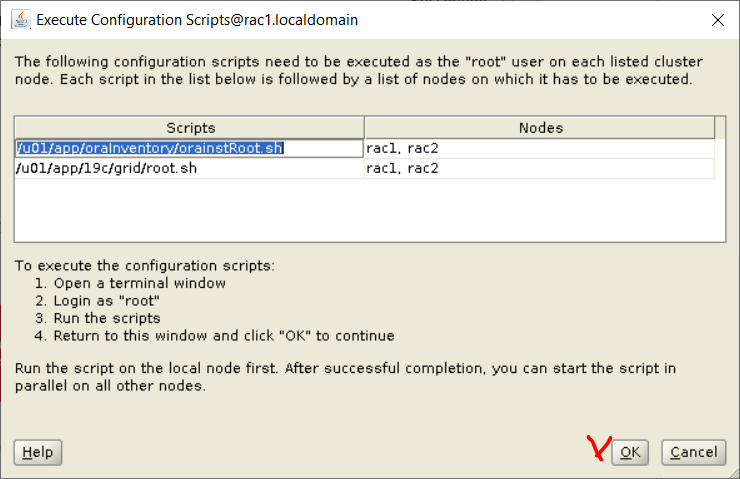 Execute Configuration Scripts@rac1.localdomain
The following configuration scripts need to be executed as the "root" user on each listed cluster
node. Each script in the list below is followed by a list of nodes on which it has to be executed.
Scripts Nodes
/u01/app/oraInventory/orainstRoot.sh rac1, rac2
/u01/app/19c/grid/root.sh rac1, rac2
To execute the configuration scripts:
1. Open a terminal window
2. Login as "root"
3. Run the scripts
4. Return to this window and click "OK" to continue
Run the script on the local node first. After successful completion, you can start the script in
parallel on all other nodes.
Help OK Cancel